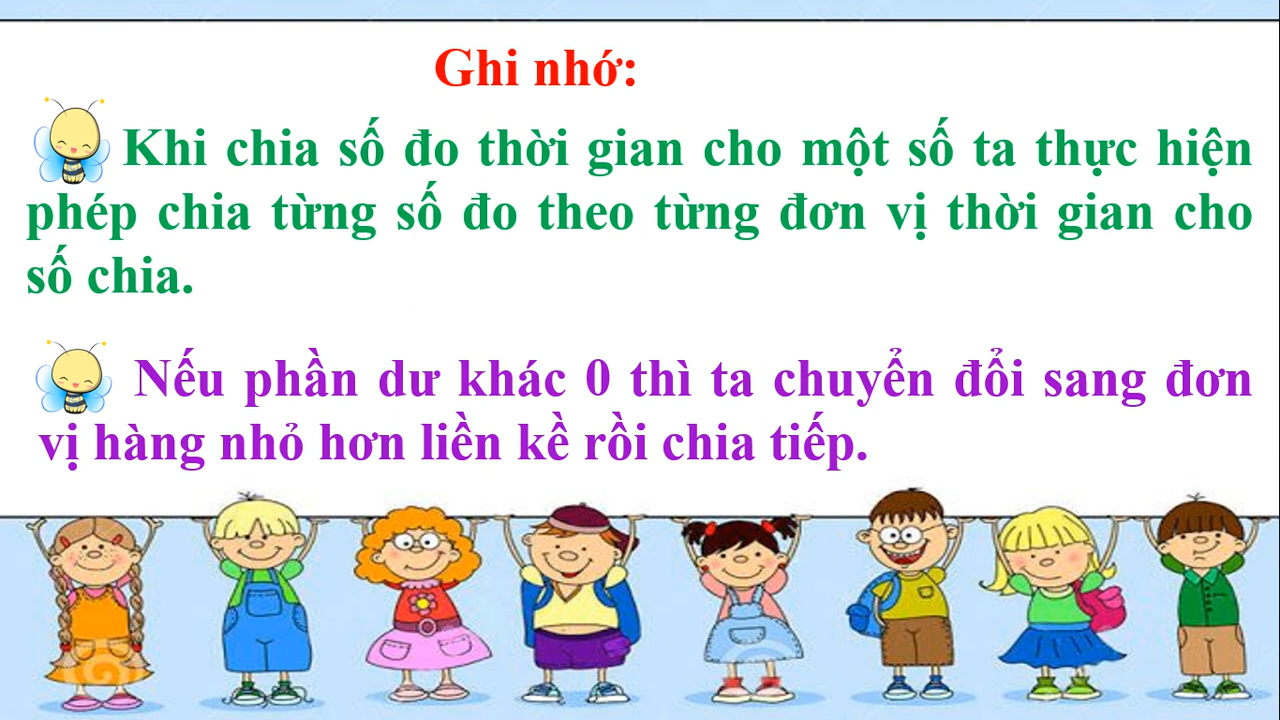 Ghi nhớ:
Khi chia số đo thời gian cho một số ta thực hiện
phép chia từng số đo theo từng đơn vị thời gian cho
số chia.
Nếu phần dư khác 0 thì ta chuyển đổi sang đơn
vị hàng nhỏ hơn liền kề rồi chia tiếp.